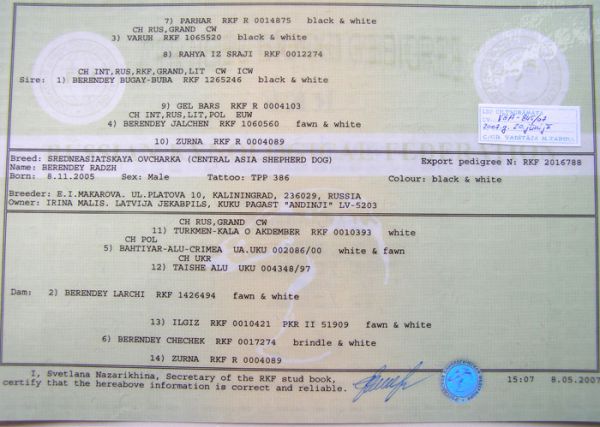 7) PARHAR RKF R 0014875 black & white
CH RUS,GRAND CW
3) VARUH RKF 1065520 black & white
8) RAHYA IZ SRAJI RKF 0012274
CH INT,RUS,RKF,GRAND,LIT CW ICW
Sire: 1) BERENDEY BUGAY-BUBA RKF 1265246 black & white
9) GEL BARS RKF R 0004103
CH INT,RUS,LIT,POL EUW
4) BERENDEY JALCHEN RKF 1060560 fawn & white
10) ZURNA RKF R 0004089
Breed: SREDNEASIATSKAYA OVCHARKA (CENTRAL ASIA SHEPHERD DOG)
Export pedigree N: RKF 2016788
Name: BERENDEY RADZH
Born: 8.11.2005 Sex: Male Tattoo: TPP 386 Colour: black & white
Breeder: E.I.MAKAROVA. UL.PLATOVA 10, KALININGRAD, 236029, RUSSIA
Owner: IRINA MALIS. LATVIJA JEKABPILS, KUKU PAGAST "ANDINJI" LV-5203
CH RUS,GRAND CW
11) TURKMEN-KALA O AKDEMBER RKF 0010393 white
CH POL
5) BAHTIYAR-ALU-CRIMEA UA.UKU 002086/00 white & fawn
CH UKR
12) TAISHE ALU UKU 004348/97
Dam: 2) BERENDEY LARCHI RKF 1426494 fawn & white
13) ILGIZ RKF 0010421 PKR II 51909 fawn & white
6) BERENDEY CHECHEK RKF 0017274 brindle & white
14) ZURNA RKF R 0004089
I, Svetlana Nazarikhina, Secretary of the RKF stud book,
certify that the hereabove information is correct and reliable.
15:07 8.05.2007